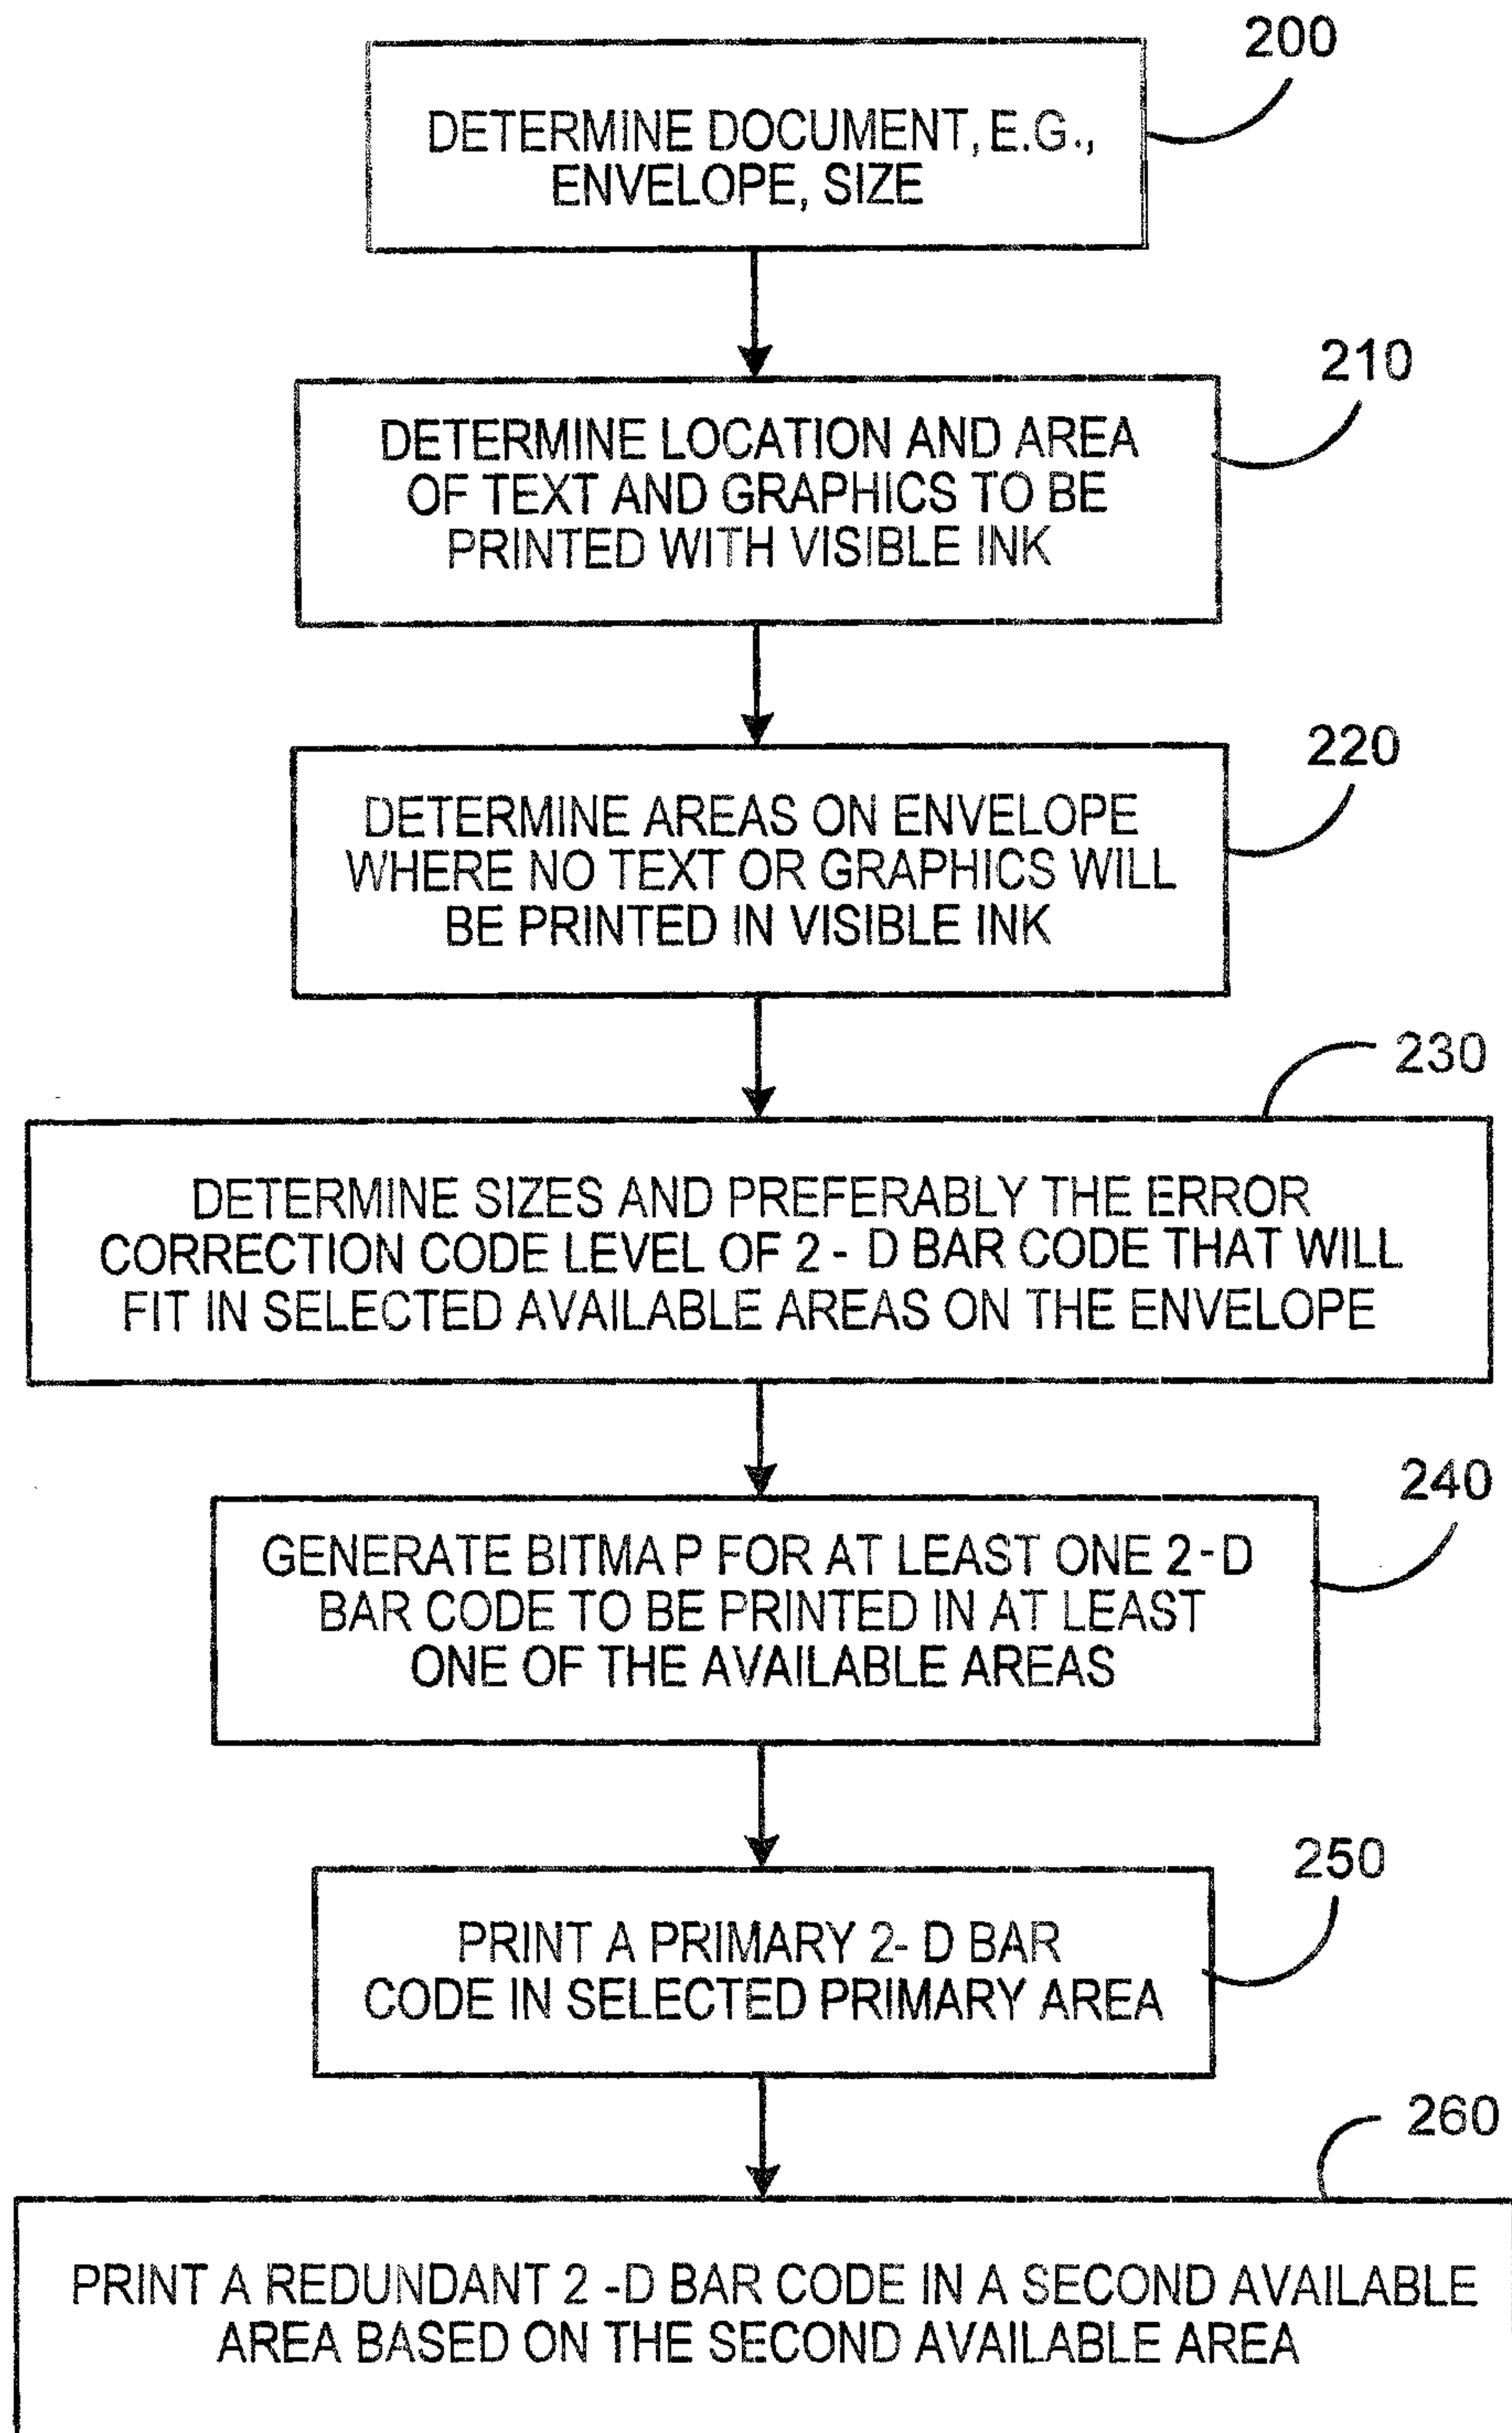 200
DETERMINE DOCUMENT, E.G.,
ENVELOPE, SIZE
210
DETERMINE LOCATION AND AREA
OF TEXT AND GRAPHICS TO BE
PRINTED WITH VISIBLE INK
220
DETERMINE AREAS ON ENVELOPE
WHERE NO TEXT OR GRAPHICS WILL
BE PRINTED IN VISIBLE INK
230
DETERMINE SIZES AND PREFERABLY THE ERROR
CORRECTION CODE LEVEL OF 2 - D BAR CODE THAT WILL
FIT IN SELECTED AVAILABLE AREAS ON THE ENVELOPE
240
GENERATE BITMAP FOR AT LEAST ONE 2 - D
BAR CODE TO BE PRINTED IN AT LEAST
ONE OF THE AVAILABLE AREAS
250
PRINT A PRIMARY 2- D BAR
CODE IN SELECTED PRIMARY AREA
260
PRINT A REDUNDANT 2 -D BAR CODE IN A SECOND AVAILABLE
AREA BASED ON THE SECOND AVAILABLE AREA